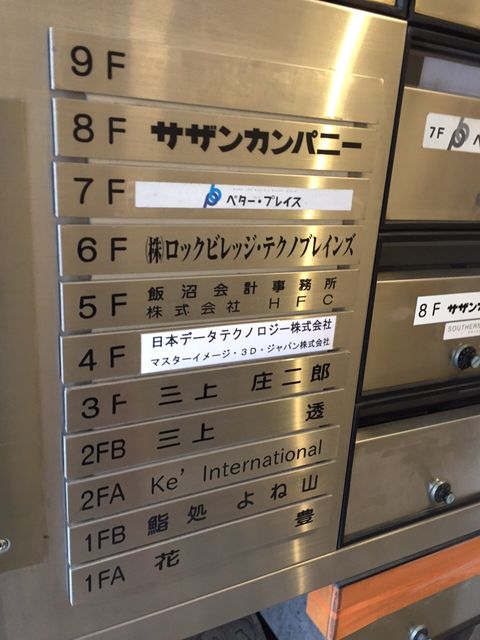 9F
8F サザンカンパニー
7F ベター・プレイス
6F ㈱ロックビレッジ・テクノブレインズ
5F 飯沼会計事務所
株式会社 HFC
4F 日本データテクノロジー株式会社
マスターイメージ・3D・ジャパン株式会社
3F 三上 庄二郎
2FB 三上 透
2FA Ke' International
1FB 鮨処 よね山
1FA 花 豊
7F
8F サザン
SOUTHERN